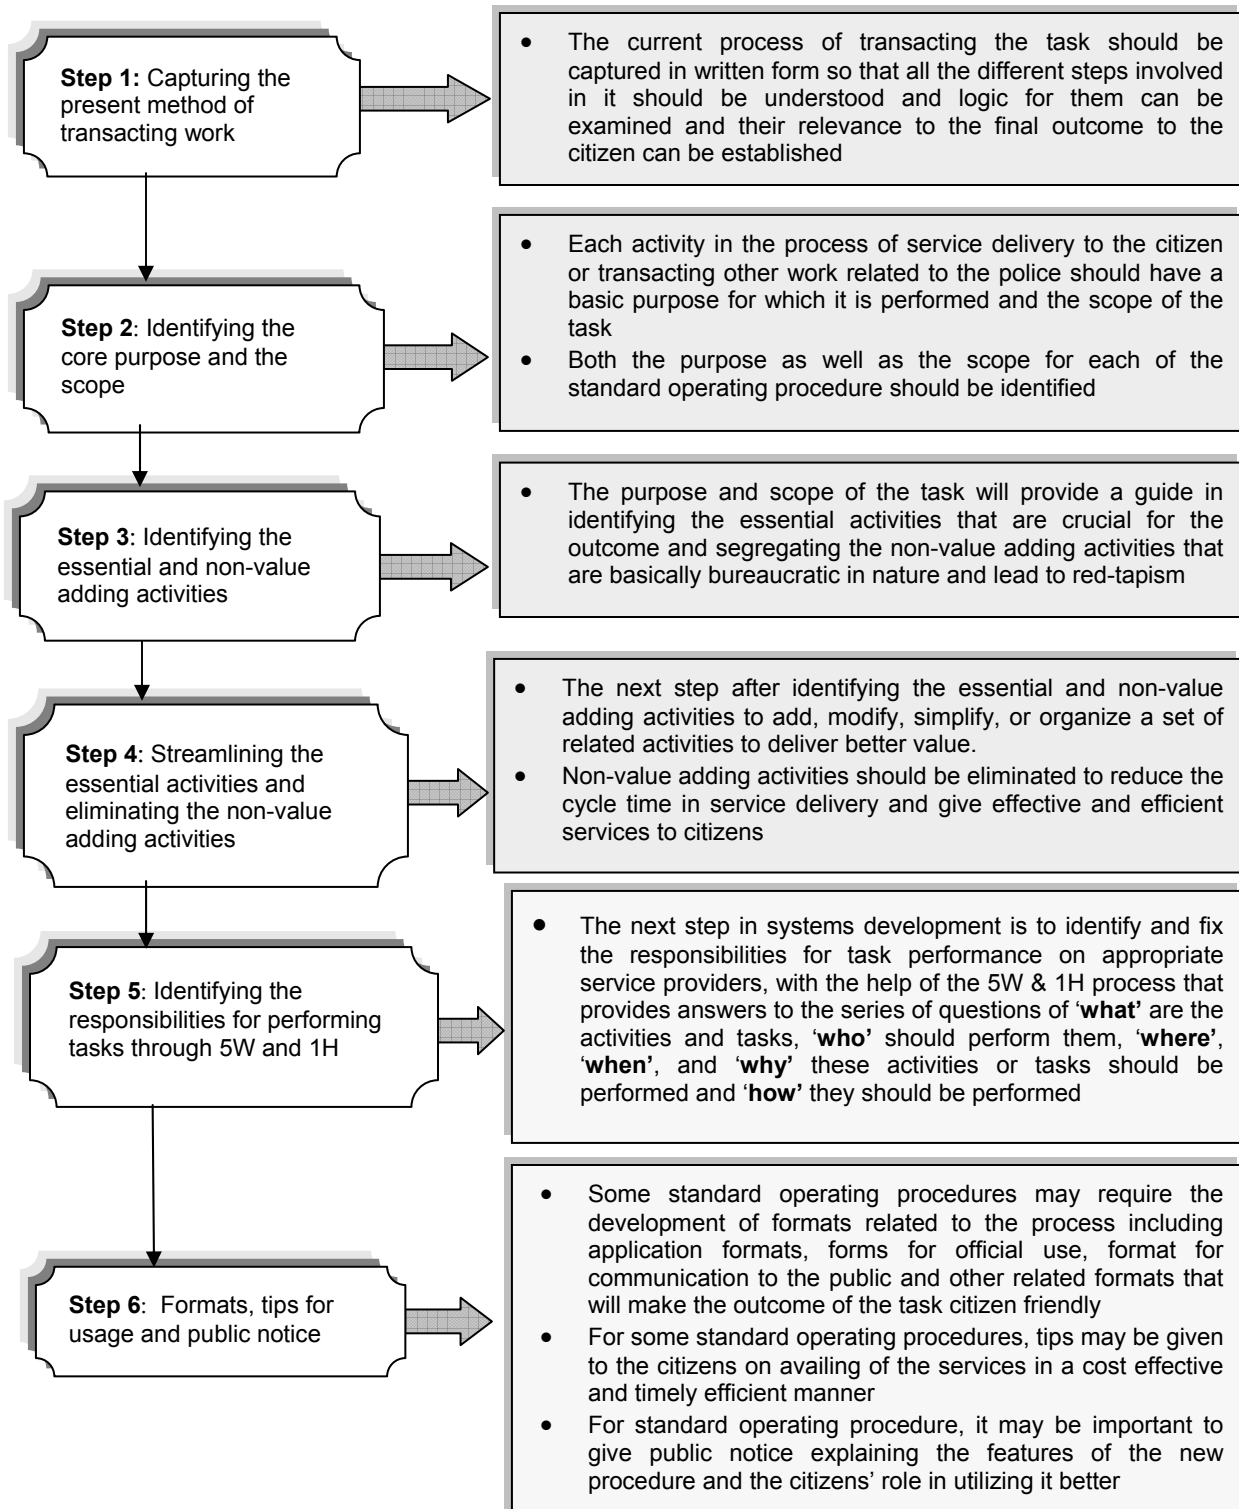 Step 1: Capturing the
present method of
transacting work
• The current process of transacting the task should be
captured in written form so that all the different steps involved
in it should be understood and logic for them can be
examined and their relevance to the final outcome to the
citizen can be established
Step 2: Identifying the
core purpose and the
scope
• Each activity in the process of service delivery to the citizen
or transacting other work related to the police should have a
basic purpose for which it is performed and the scope of the
task
• Both the purpose as well as the scope for each of the
standard operating procedure should be identified
Step 3: Identifying the
essential and non-value
adding activities
• The purpose and scope of the task will provide a guide in
identifying the essential activities that are crucial for the
outcome and segregating the non-value adding activities that
are basically bureaucratic in nature and lead to red-tapism
Step 4: Streamlining the
essential activities and
eliminating the non-value
adding activities
• The next step after identifying the essential and non-value
adding activities to add, modify, simplify, or organize a set of
related activities to deliver better value.
• Non-value adding activities should be eliminated to reduce the
cycle time in service delivery and give effective and efficient
services to citizens
Step 5: Identifying the
responsibilities for performing
tasks through 5W and 1H
• The next step in systems development is to identify and fix
the responsibilities for task performance on appropriate
service providers, with the help of the 5W & 1H process that
provides answers to the series of questions of ‘what’ are the
activities and tasks, ‘who’ should perform them, ‘where’,
‘when’, and ‘why’ these activities or tasks should be
performed and ‘how’ they should be performed
Step 6: Formats, tips for
usage and public notice
• Some standard operating procedures may require the
development of formats related to the process including
application formats, forms for official use, format for
communication to the public and other related formats that
will make the outcome of the task citizen friendly
• For some standard operating procedures, tips may be given
to the citizens on availing of the services in a cost effective
and timely efficient manner
• For standard operating procedure, it may be important to
give public notice explaining the features of the new
procedure and the citizens’ role in utilizing it better